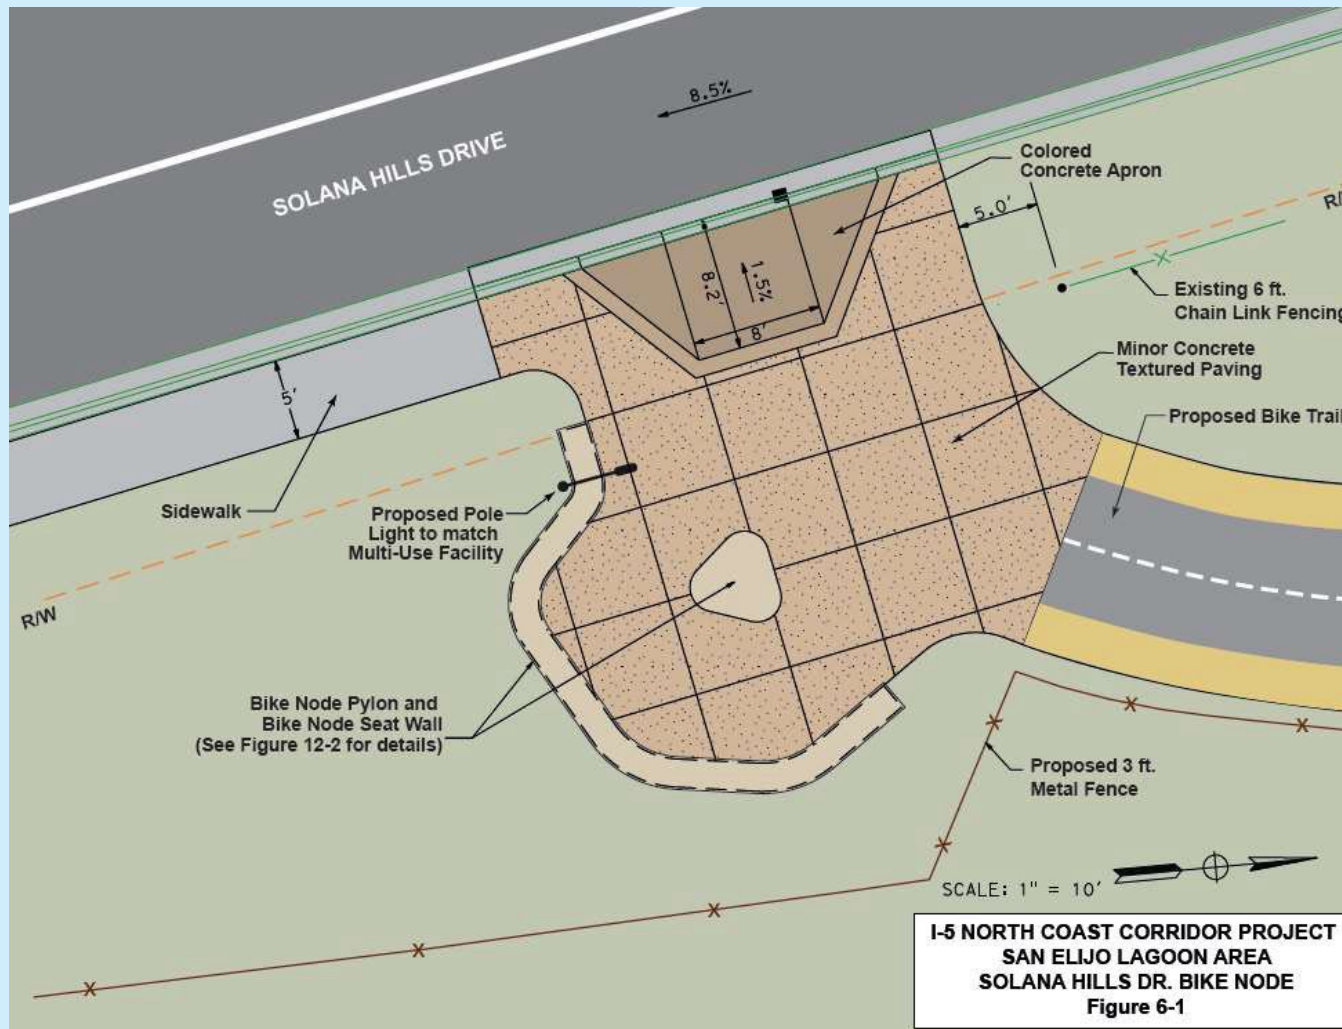 8.5%
SOLANA HILLS DRIVE
Colored
Concrete Apron
5.0'
R/
1.5%
8.2'
8'
Existing 6 ft.
Chain Link Fencing
Minor Concrete
Textured Paving
5'
Proposed Bike Trail
Sidewalk
Proposed Pole
Light to match
Multi-Use Facility
R/W
Bike Node Pylon and
Bike Node Seat Wall
(See Figure 12-2 for details)
Proposed 3 ft.
Metal Fence
SCALE: 1" = 10'
I-5 NORTH COAST CORRIDOR PROJECT
SAN ELIJO LAGOON AREA
SOLANA HILLS DR. BIKE NODE
Figure 6-1